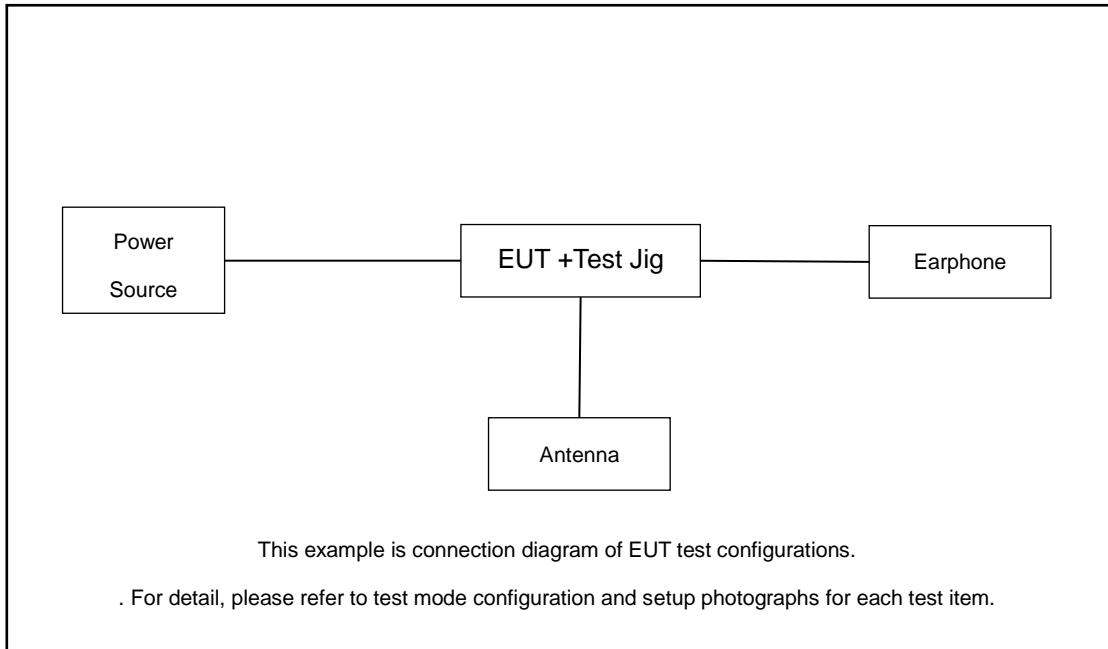 Power
Source
EUT +Test Jig
Earphone
Antenna
This example is connection diagram of EUT test configurations.
. For detail, please refer to test mode configuration and setup photographs for each test item.